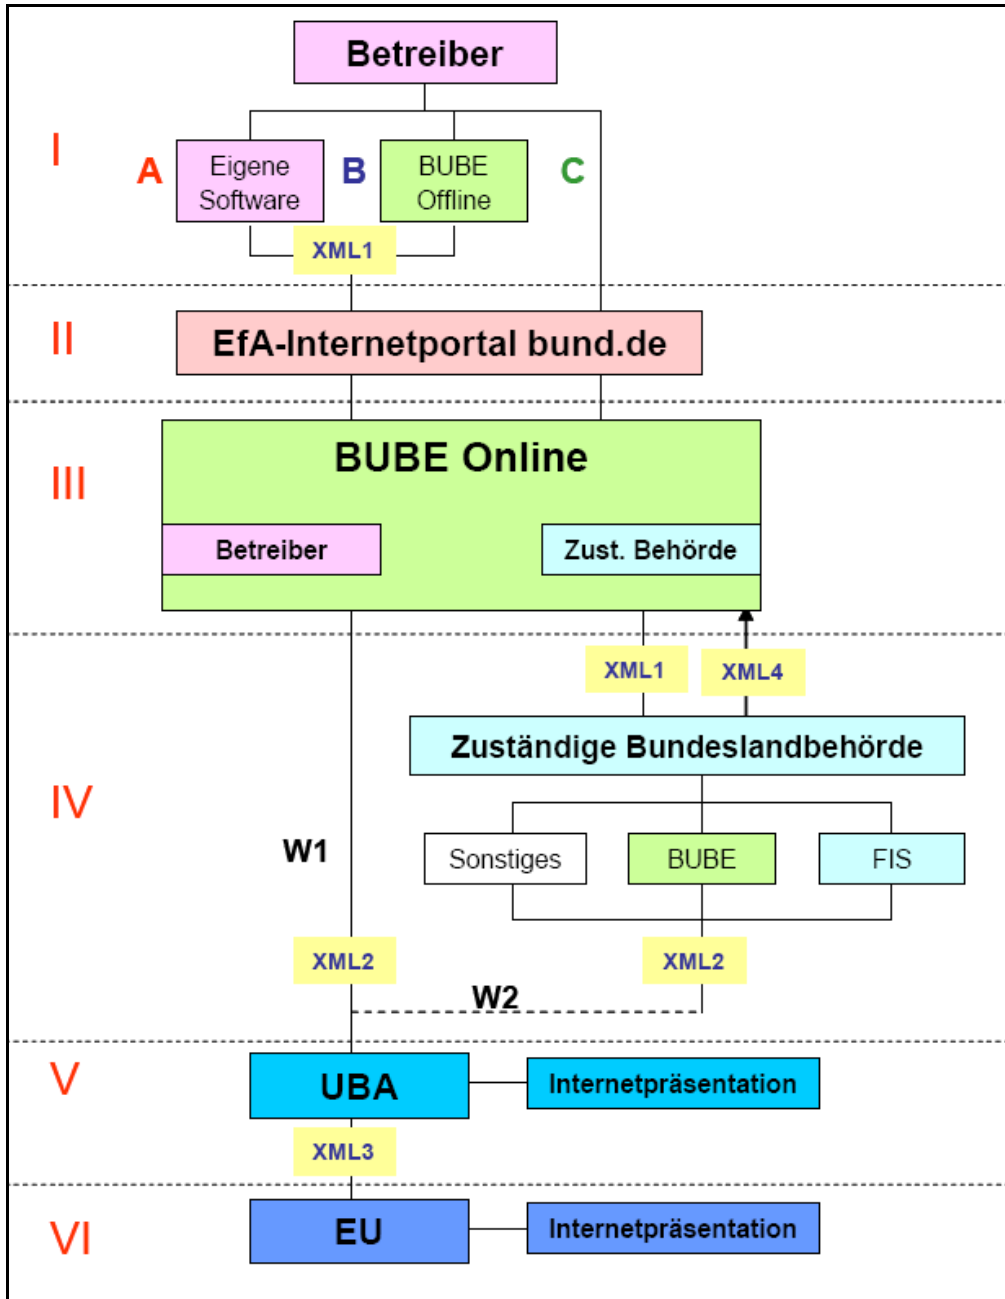 Betreiber
I
A
Eigene
Software
B
BUBE
Offline
C
XML1
II
EfA-Internetportal bund.de
III
BUBE Online
Betreiber
Zust. Behörde
XML1
XML4
Zuständige Bundeslandbehörde
IV
W1
Sonstiges
BUBE
FIS
XML2
XML2
W2
V
UBA
Internetpräsentation
XML3
VI
EU
Internetpräsentation